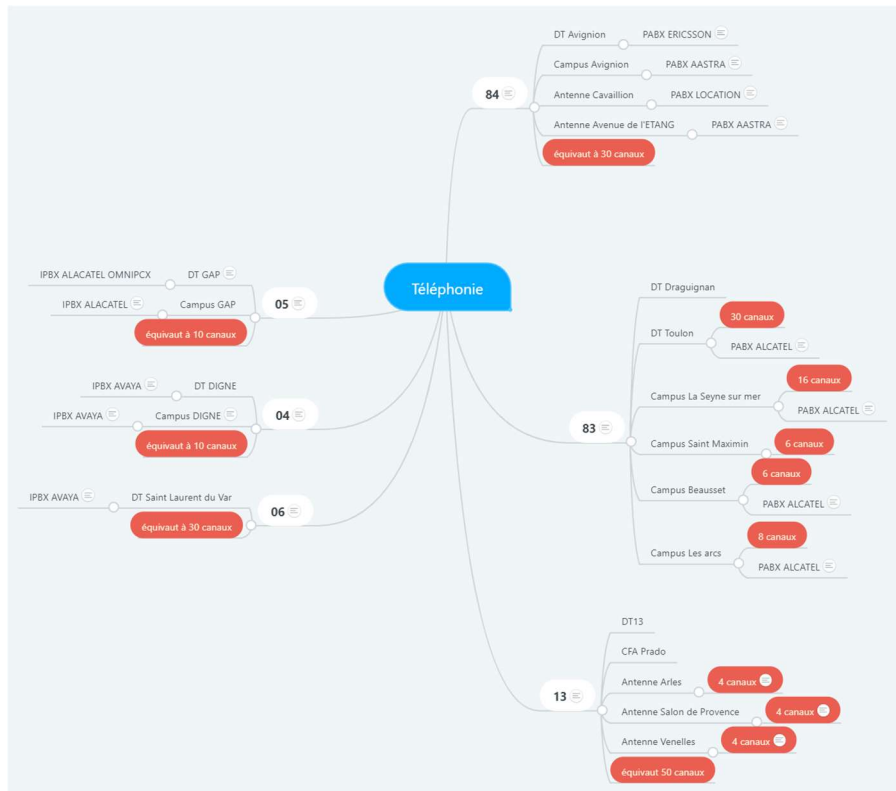 Téléphonie
84
DT Avignion
PABX ERICSSON
Campus Avignion
PABX AASTRA
Antenne Cavaillion
PABX LOCATION
Antenne Avenue de l'ETANG
PABX AASTRA
équivaut à 30 canaux
05
DT GAP
IPBX ALACATEL OMNIPCX
Campus GAP
IPBX ALACATEL
équivaut à 10 canaux
04
DT DIGNE
IPBX AVAYA
Campus DIGNE
IPBX AVAYA
équivaut à 10 canaux
06
DT Saint Laurent du Var
IPBX AVAYA
équivaut à 30 canaux
83
DT Draguignan
DT Toulon
30 canaux
PABX ALCATEL
Campus La Seyne sur mer
16 canaux
PABX ALCATEL
Campus Saint Maximin
6 canaux
Campus Beausset
6 canaux
PABX ALCATEL
Campus Les arcs
8 canaux
PABX ALCATEL
13
DT13
CFA Prado
Antenne Arles
4 canaux
Antenne Salon de Provence
4 canaux
Antenne Venelles
4 canaux
équivaut 50 canaux